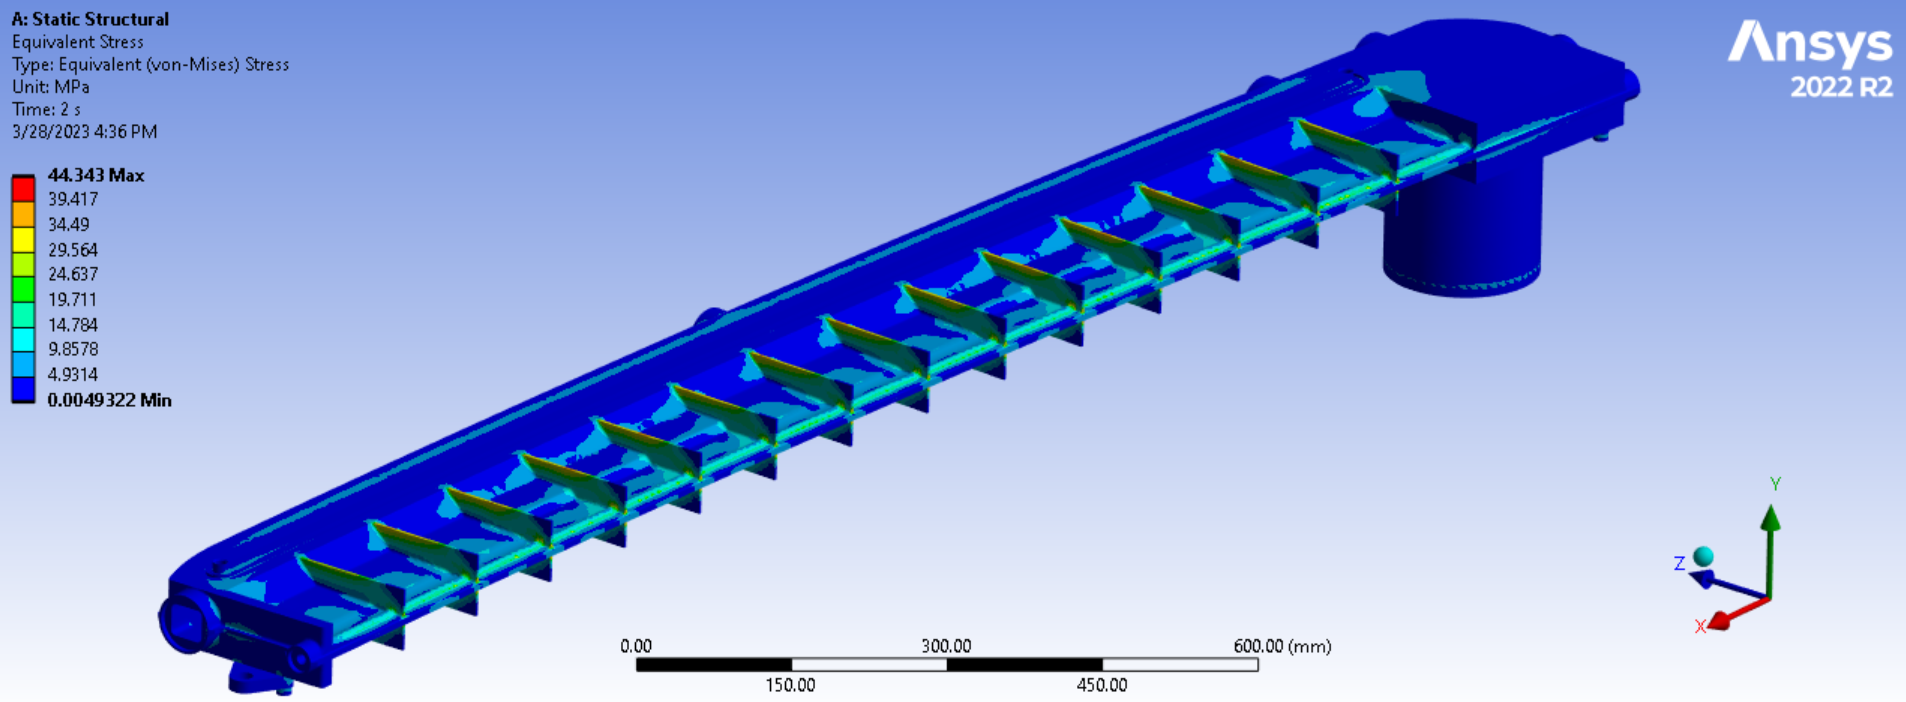 A: Static Structural
Equivalent Stress
Type: Equivalent (von-Mises) Stress
Unit: MPa
Time: 2 s
3/28/2023 4:36 PM
44.343 Max
39.417
34.49
29.564
24.637
19.711
14.784
9.8578
4.9314
0.0049322 Min
Ansys
2022 R2
Y
Z
X
0.00 300.00 600.00 (mm)
150.00 450.00